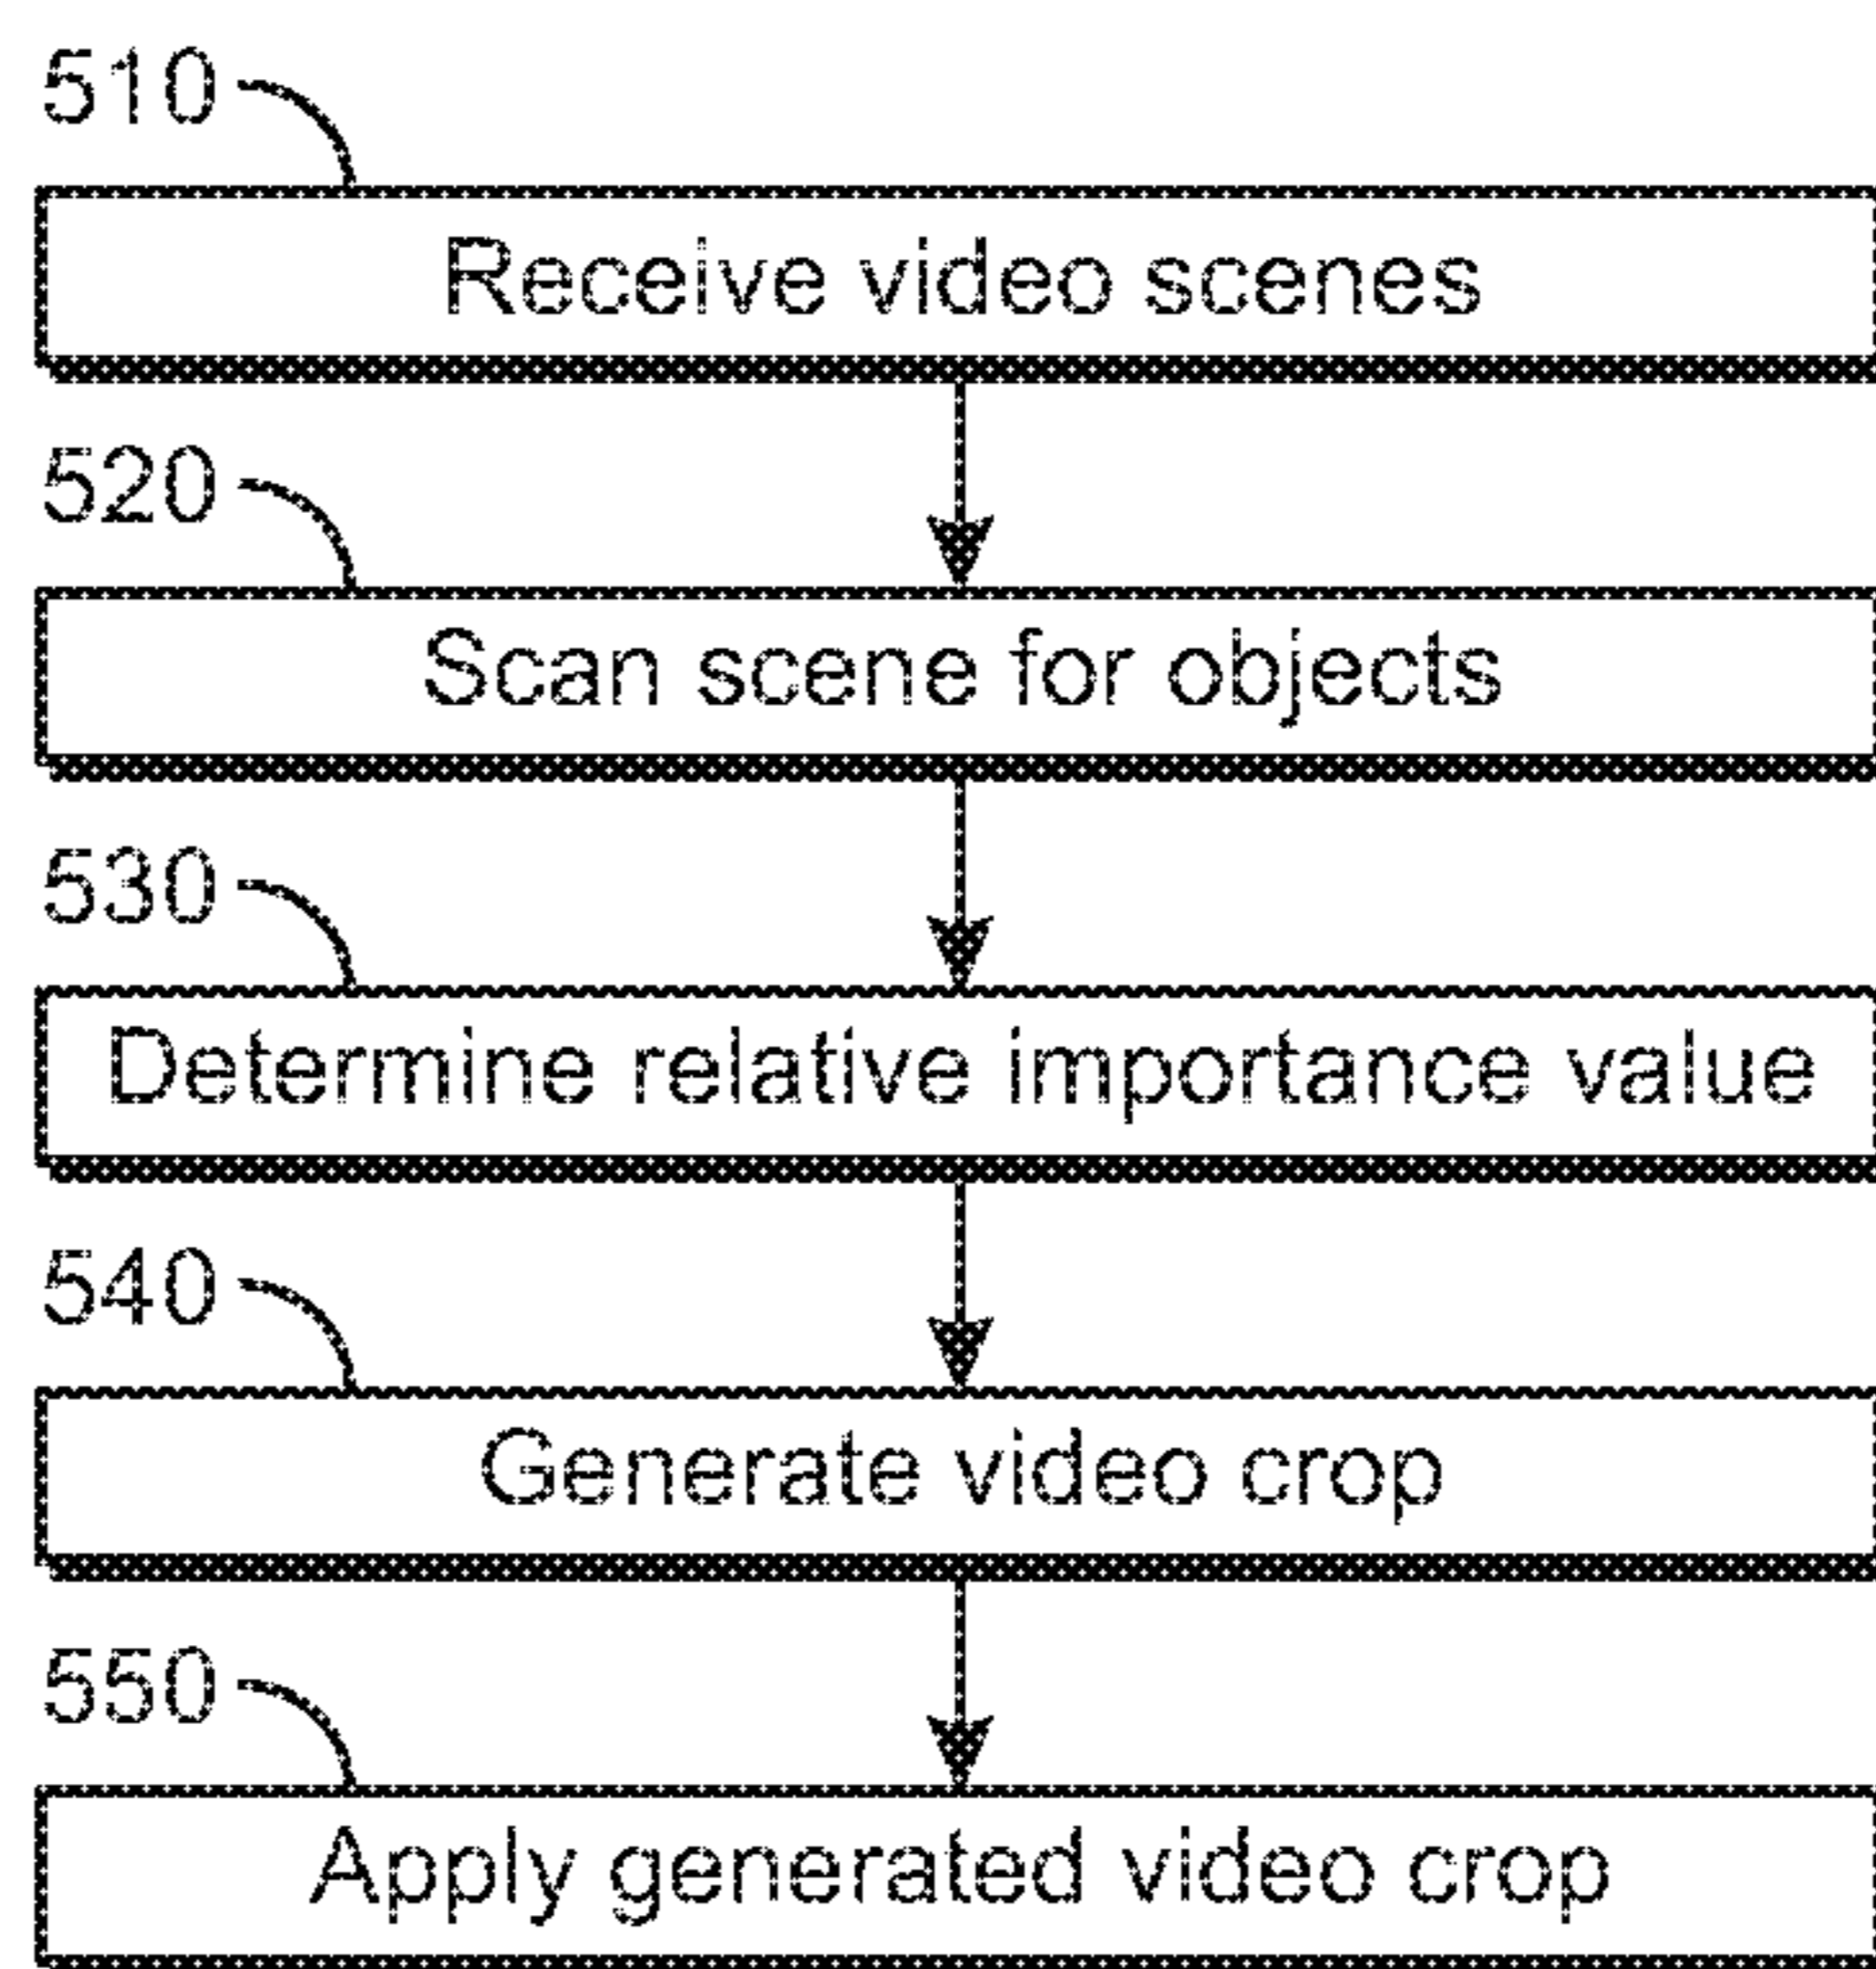 510
Receive video scenes
520
Scan scene for objects
530
Determine relative importance value
540
Generate video crop
550
Apply generated video crop